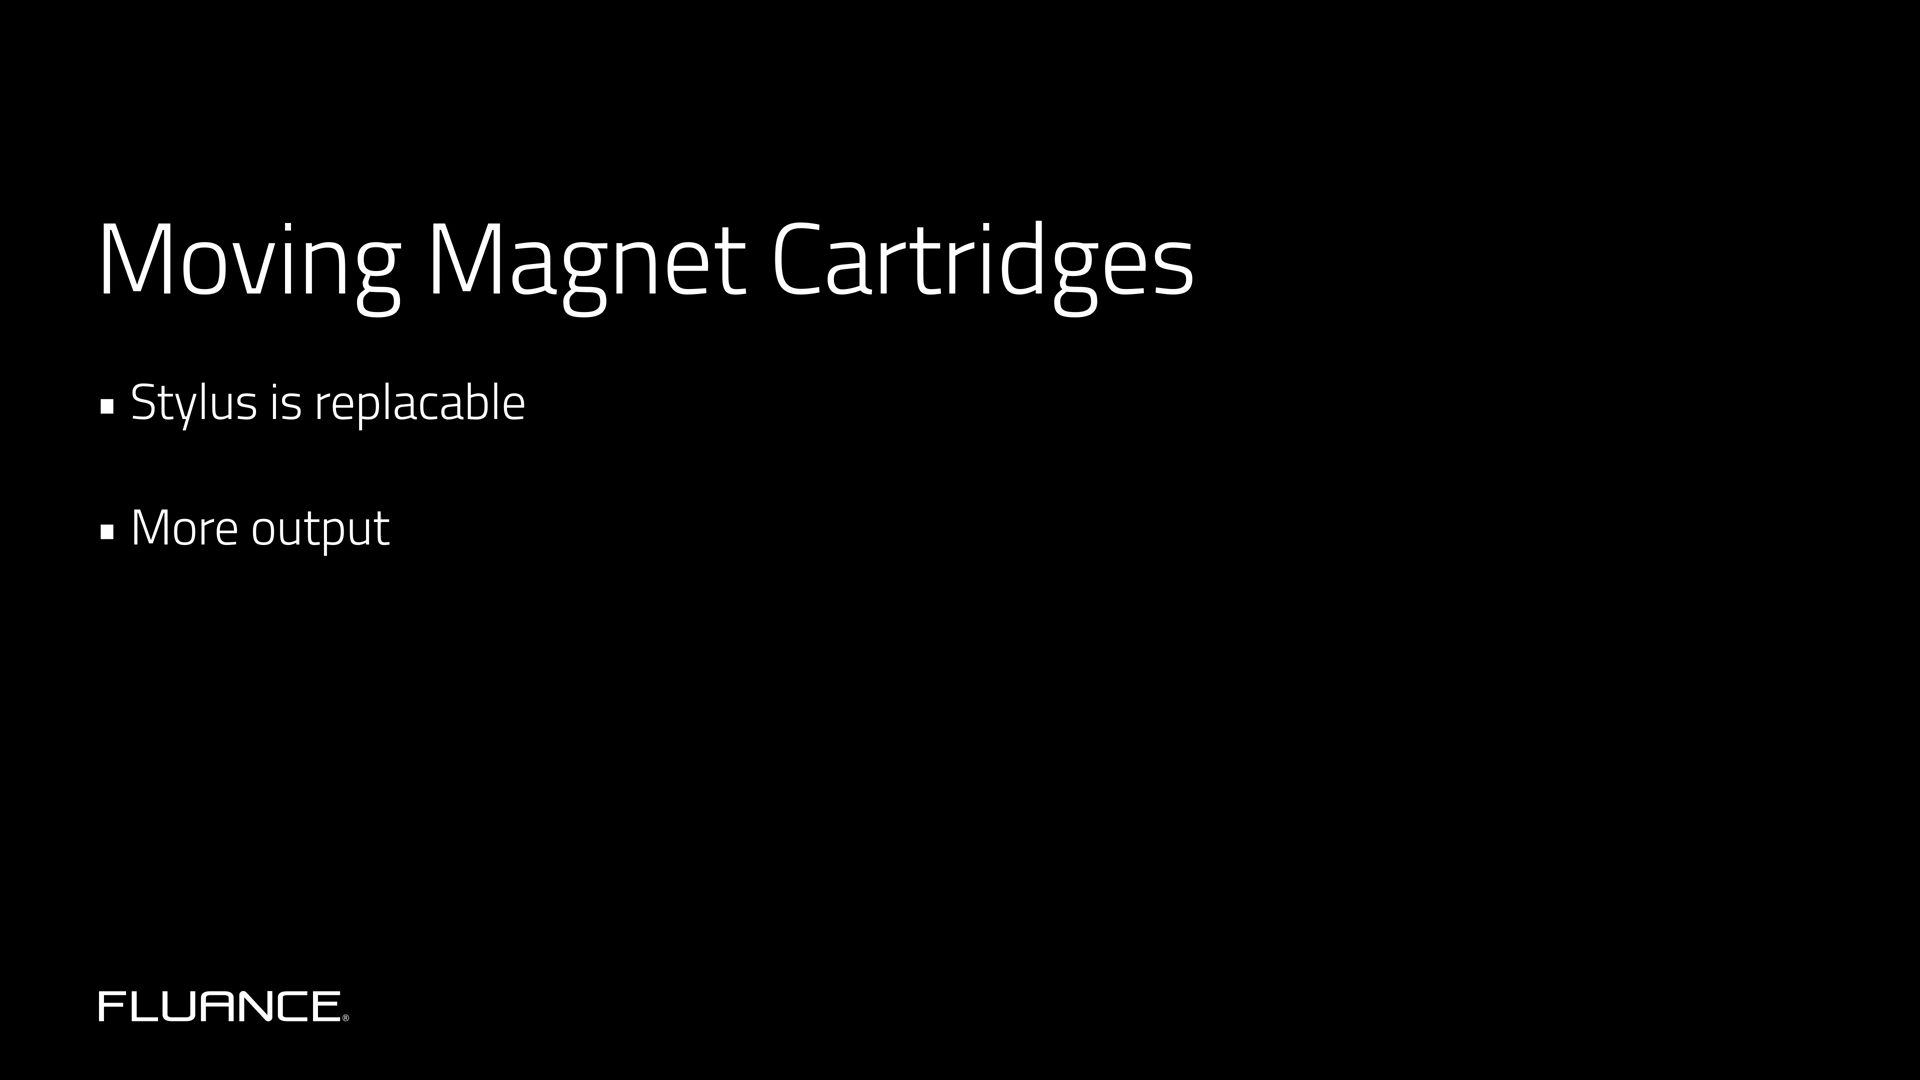 Moving Magnet Cartridges
▪ Stylus is replacable
▪ More output
FLUANCE®